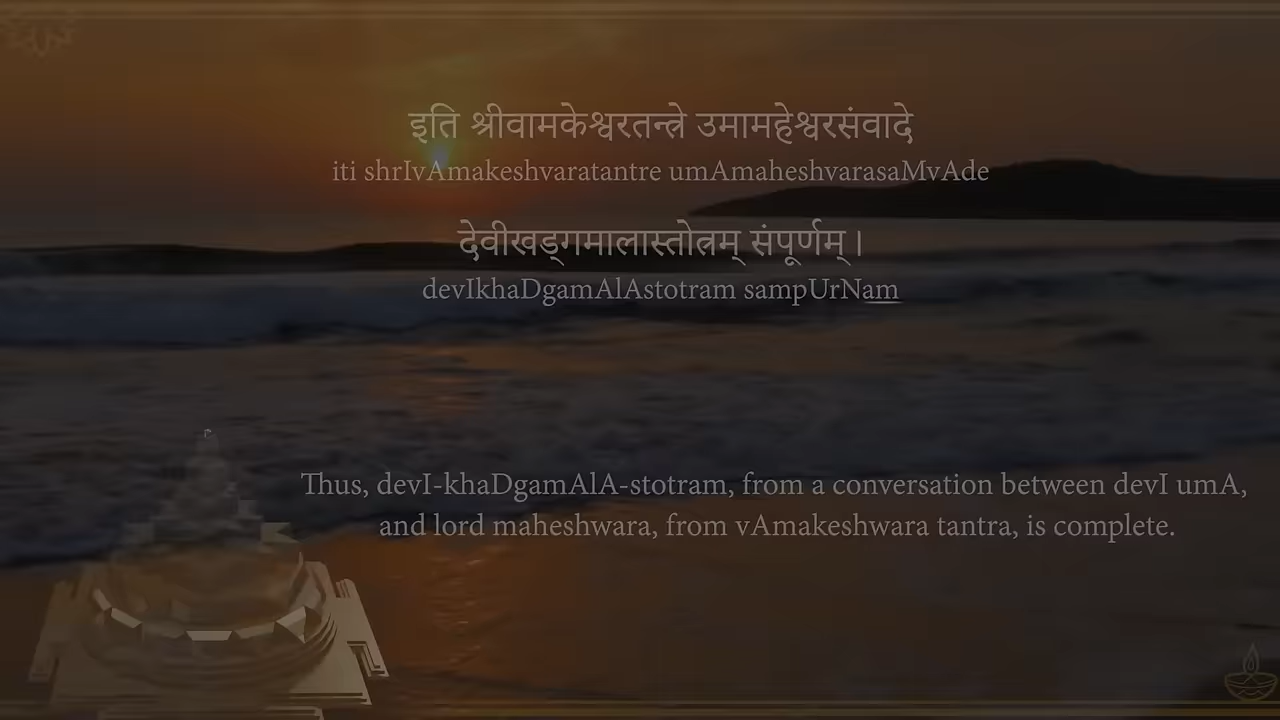 इति श्रीवामकेश्वरतन्त्रे उमामहेश्वरसंवादे
iti shrIvAmakeshvaratantre umAmaheshvarasaMvAde
देवीखड्गमालास्तोत्रम् संपूर्णम्।
devIkhaDgamAlAstotram sampUrNam
Thus, devI-khaDgamAlA-stotram, from a conversation between devI umA,
and lord maheshwara, from vAmakeshwara tantra, is complete.